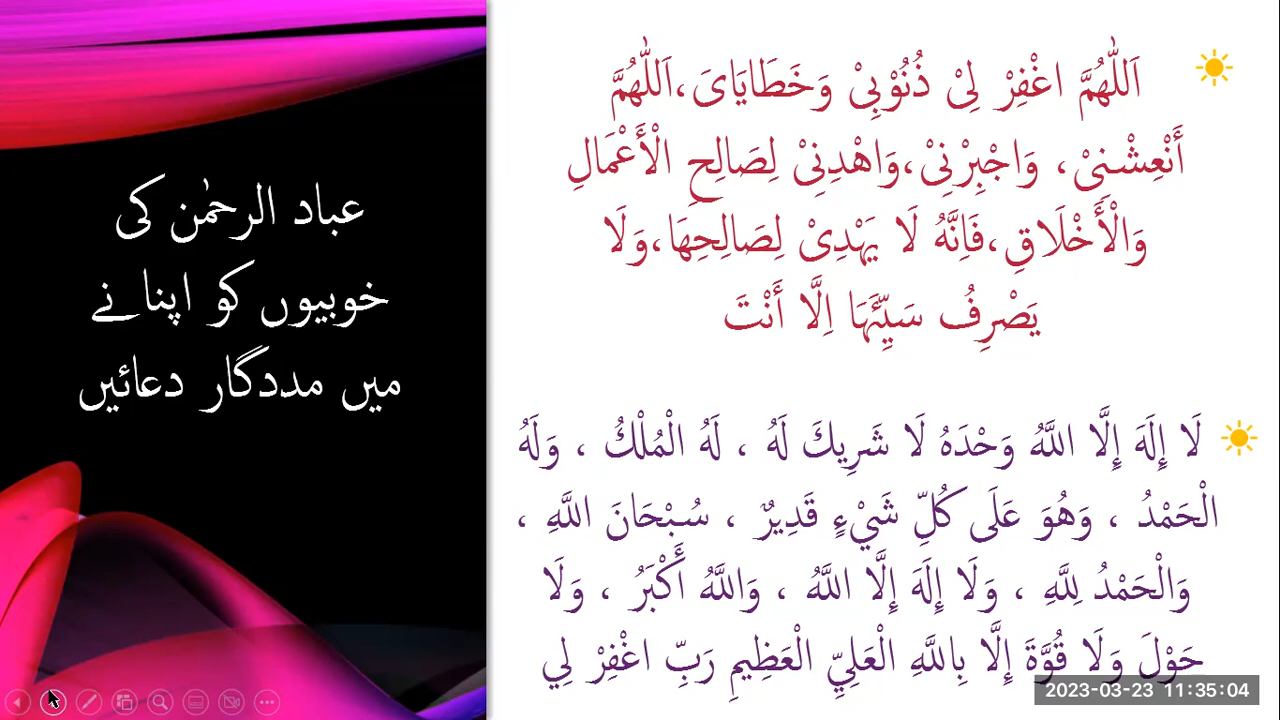 عباد الرحمٰن کی
خوبیوں کو اپنانے
میں مددگار دعائیں
اَللّٰهُمَّ اغْفِرْ لِیْ ذُنُوْبِیْ وَخَطَایَایَ،اَللّٰهُمَّ
أَنْعِشْنِیْ، وَاجْبِرْنِیْ،وَاهْدِنِیْ لِصَالِحِ الْأَعْمَالِ
وَالْأَخْلَاقِ،فَاِنَّهُ لَا یَهْدِیْ لِصَالِحِهَا،وَلَا
یَصْرِفُ سَیِّئَهَا اِلَّا أَنْتَ
لَا إِلَهَ إِلَّا اللَّهُ وَحْدَهُ لَا شَرِيكَ لَهُ ، لَهُ الْمُلْكُ ، وَلَهُ
الْحَمْدُ ، وَهُوَ عَلَى كُلِّ شَيْءٍ قَدِيرٌ ، سُبْحَانَ اللَّهِ ،
وَالْحَمْدُ لِلَّهِ ، وَلَا إِلَهَ إِلَّا اللَّهُ ، وَاللَّهُ أَكْبَرُ ، وَلَا
حَوْلَ وَلَا قُوَّةَ إِلَّا بِاللَّهِ الْعَلِيِّ الْعَظِيمِ رَبِّ اغْفِرْ لِي
2023-03-23 11:35:04